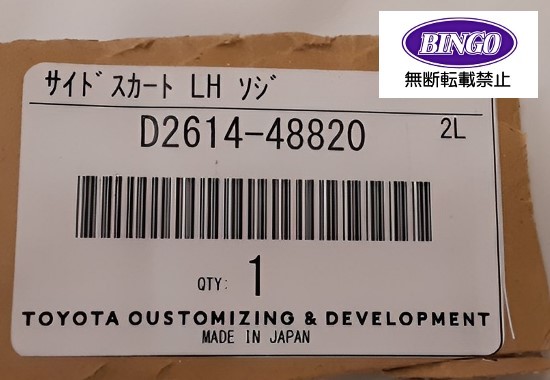 BINGO
無断転載禁止
サイドスカート LH ソジ
D2614-48820 2L
QTY: 1
TOYOTA OUSTOMIZING & DEVELOPMENT
MADE IN JAPAN